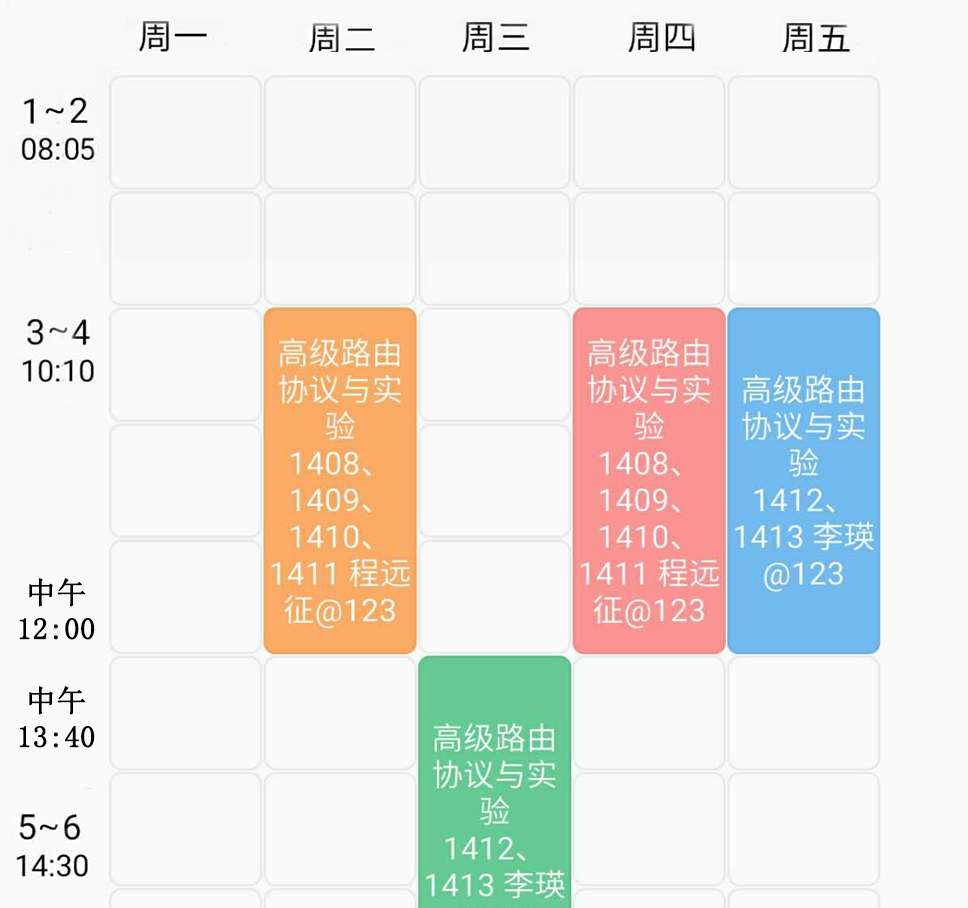 周一 周二 周三 周四 周五
1~2
08:05
3~4
10:10
中午
12:00
中午
13:40
5~6
14:30
高级路由
协议与实
验
1408、
1409、
1410、
1411 程远
征@123
高级路由
协议与实
验
1412、
1413 李瑛
高级路由
协议与实
验
1408、
1409、
1410、
1411 程远
征@123
高级路由
协议与实
验
1412、
1413 李瑛
@123